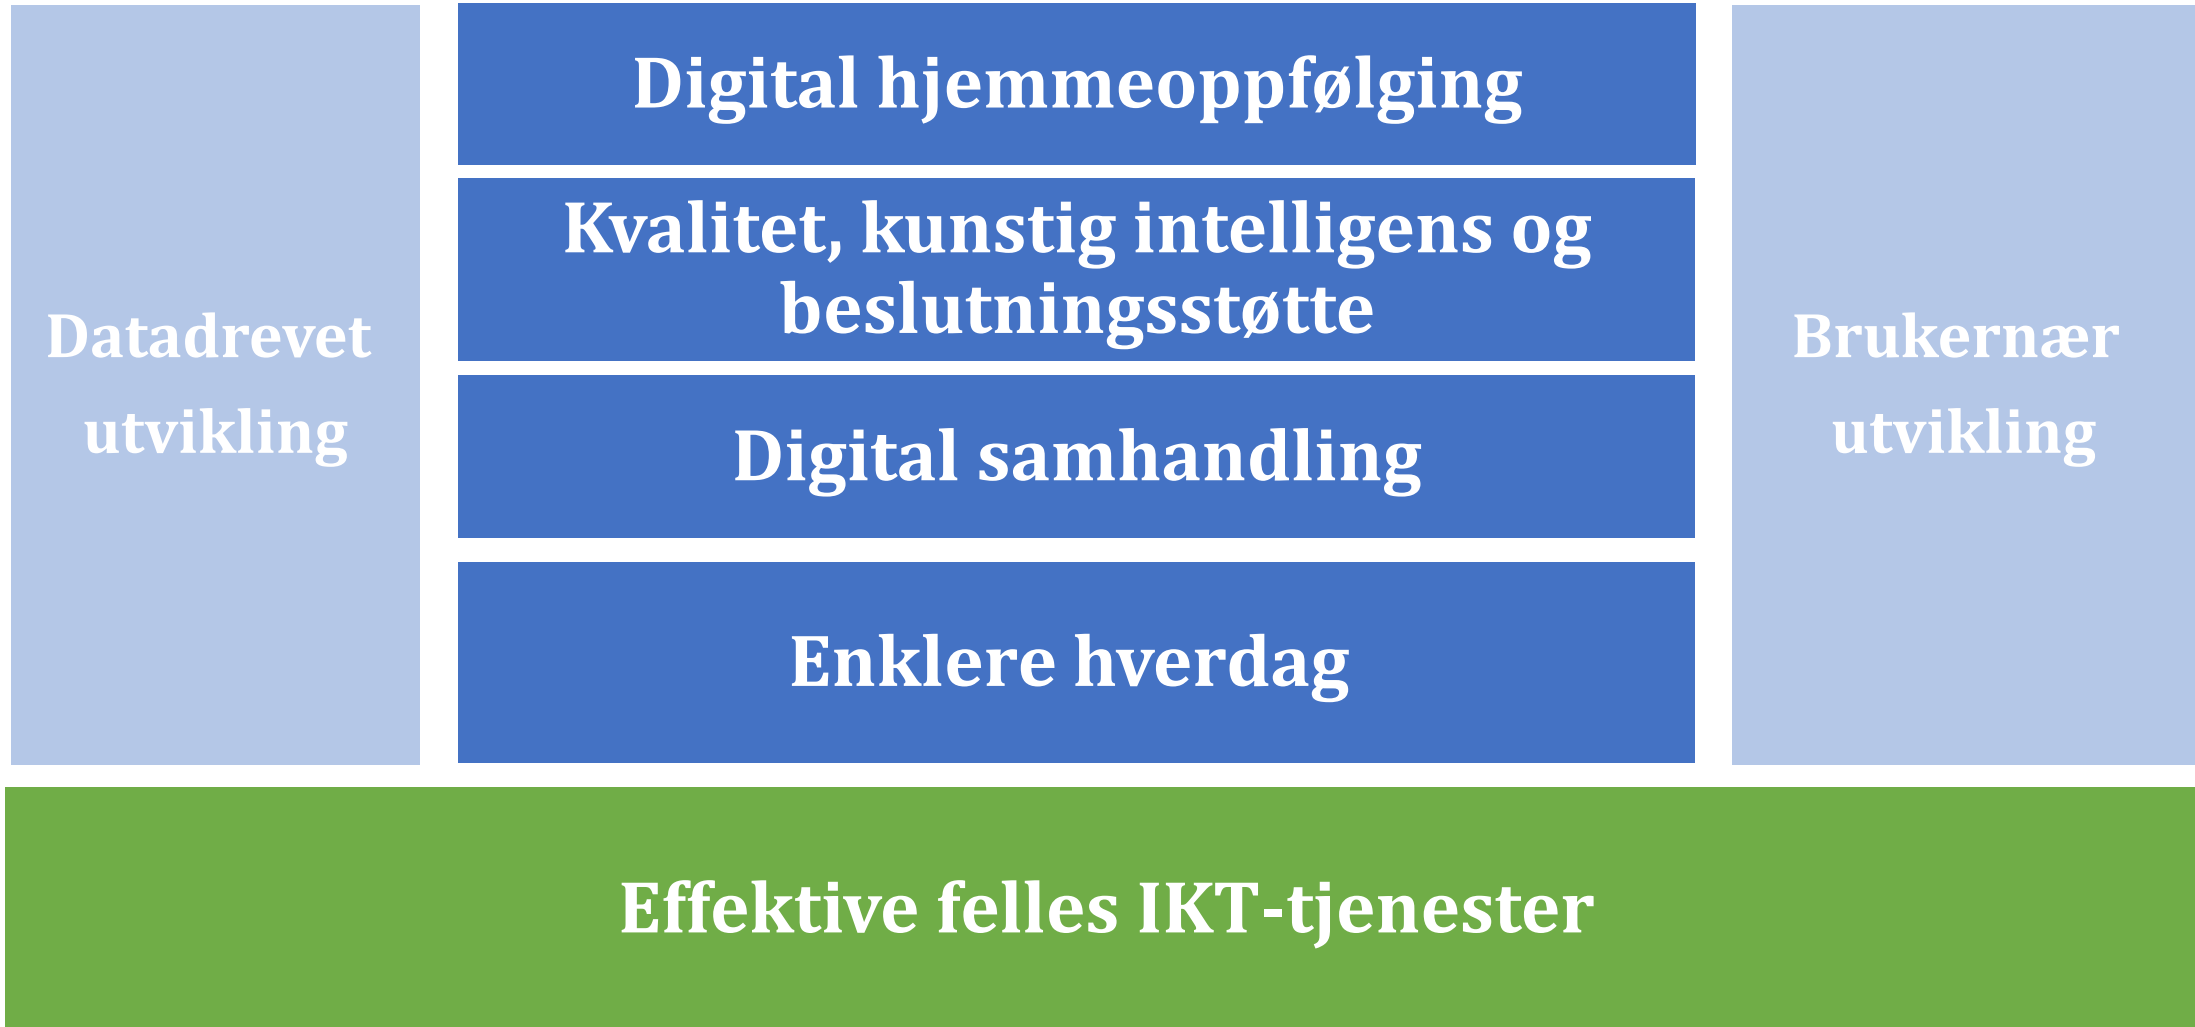 Datadrevet
utvikling
Digital hjemmeoppfølging
Kvalitet, kunstig intelligens og
beslutningsstøtte
Digital samhandling
Enklere hverdag
Brukernær
utvikling
Effektive felles IKT-tjenester